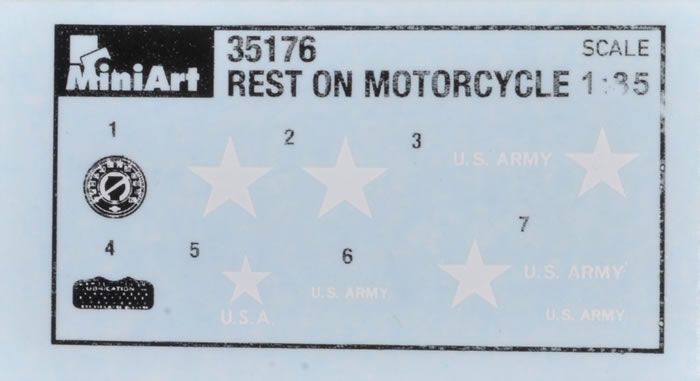 MiniArt
35176
REST ON MOTORCYCLE
SCALE
1:35
1
2
3
U.S. ARMY
4
LUBRICATION
5
U.S.A.
6
U.S. ARMY
7
U.S. ARMY
U.S. ARMY